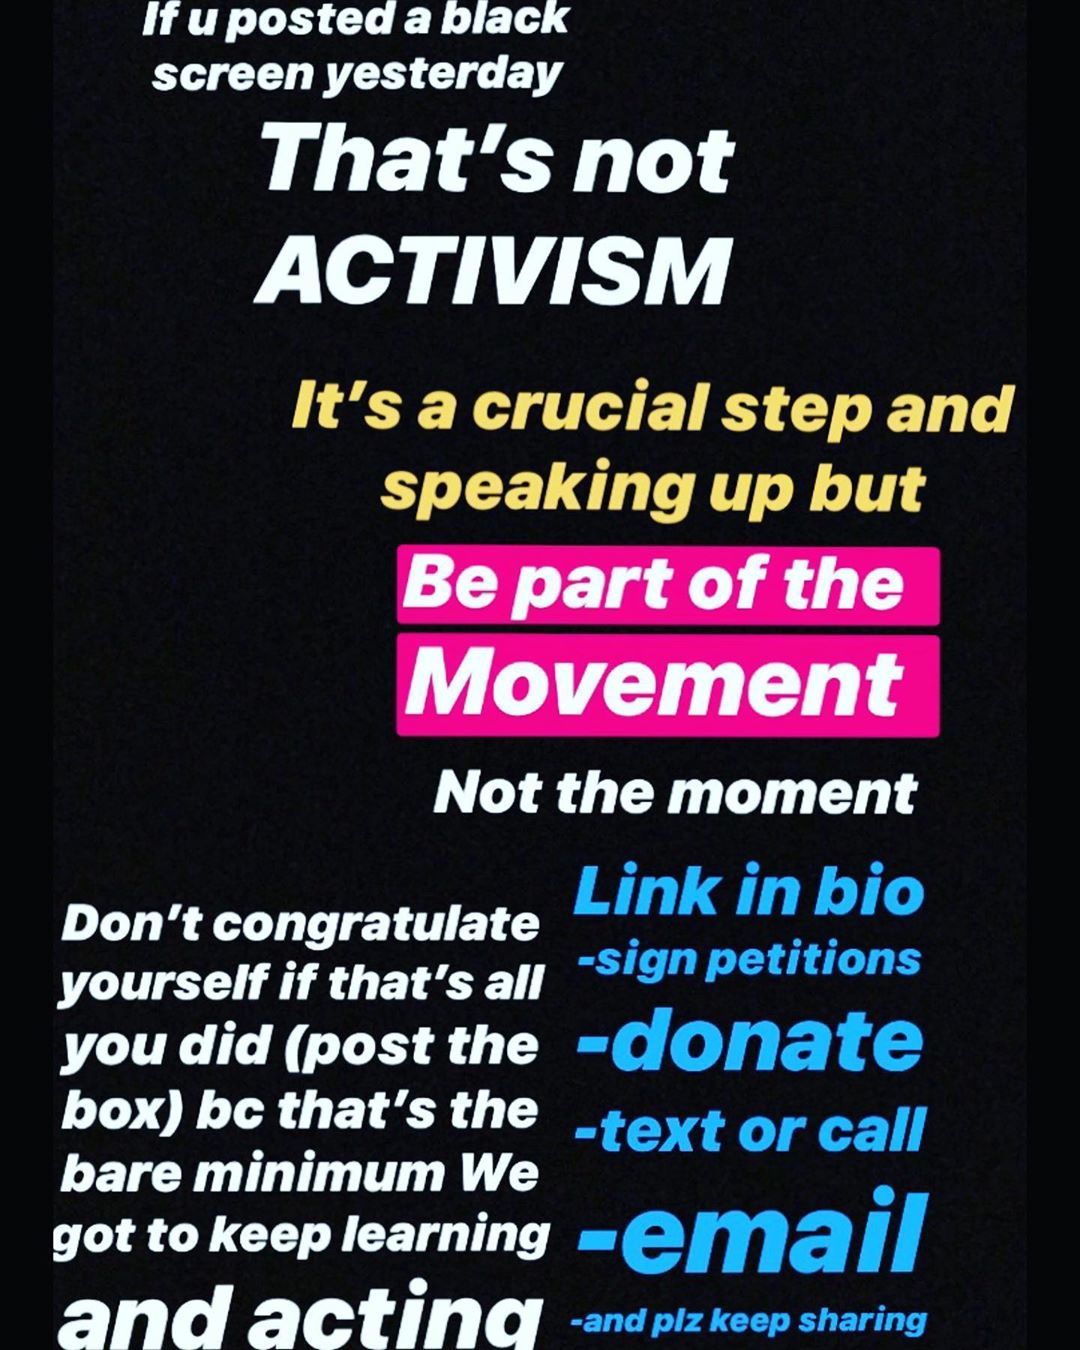 If u posted a black
screen yesterday
That's not
ACTIVISM
It's a crucial step and
speaking up but
Be part of the
Movement
Not the moment
Don't congratulate
yourself if that's all
you did (post the
box) bc that's the
bare minimum We
got to keep learning
and acting
Link in bio
-sign petitions
-donate
-text or call
-email
-and plz keep sharing